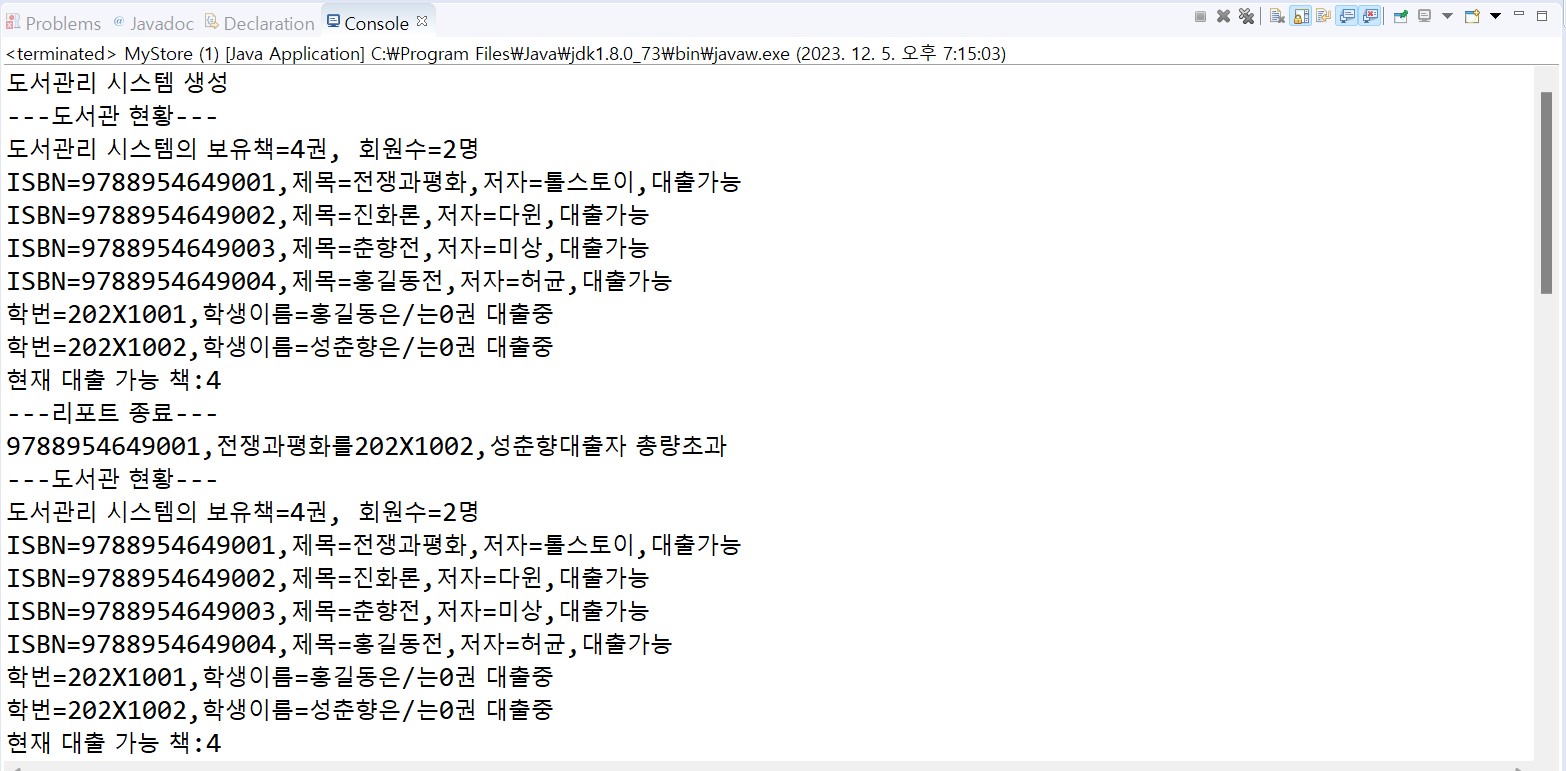 Problems @ Javadoc Declaration Console
<terminated> MyStore (1) [Java Application] C:₩Program Files₩Java₩jdk1.8.0_73₩bin₩javaw.exe (2023. 12. 5. 오후 7:15:03)
도서관리 시스템 생성
---도서관 현황---
도서관리 시스템의 보유책=4권, 회원수=2명
ISBN=9788954649001,제목=전쟁과평화,저자=톨스토이,대출가능
ISBN=9788954649002,제목=진화론,저자=다윈,대출가능
ISBN=9788954649003,제목=춘향전,저자=미상,대출가능
ISBN=9788954649004,제목=홍길동전,저자=허균,대출가능
학번=202X1001,학생이름=홍길동은/는0권 대출중
학번=202X1002,학생이름=성춘향은/는0권 대출중
현재 대출 가능 책:4
---리포트 종료---
9788954649001,전쟁과평화를202X1002,성춘향대출자 총량초과
---도서관 현황---
도서관리 시스템의 보유책=4권, 회원수=2명
ISBN=9788954649001,제목=전쟁과평화,저자=톨스토이,대출가능
ISBN=9788954649002,제목=진화론,저자=다윈,대출가능
ISBN=9788954649003,제목=춘향전,저자=미상,대출가능
ISBN=9788954649004,제목=홍길동전,저자=허균,대출가능
학번=202X1001,학생이름=홍길동은/는0권 대출중
학번=202X1002,학생이름=성춘향은/는0권 대출중
현재 대출 가능 책:4